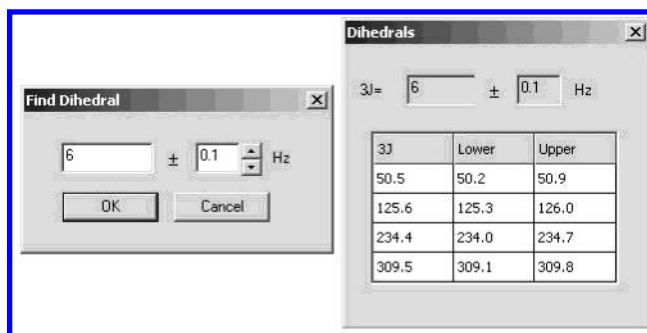 Find Dihedral
6 ± 0.1 Hz
OK Cancel
Dihedrals
3J= 6 ± 0.1 Hz
3J Lower Upper
50.5 50.2 50.9
125.6 125.3 126.0
234.4 234.0 234.7
309.5 309.1 309.8